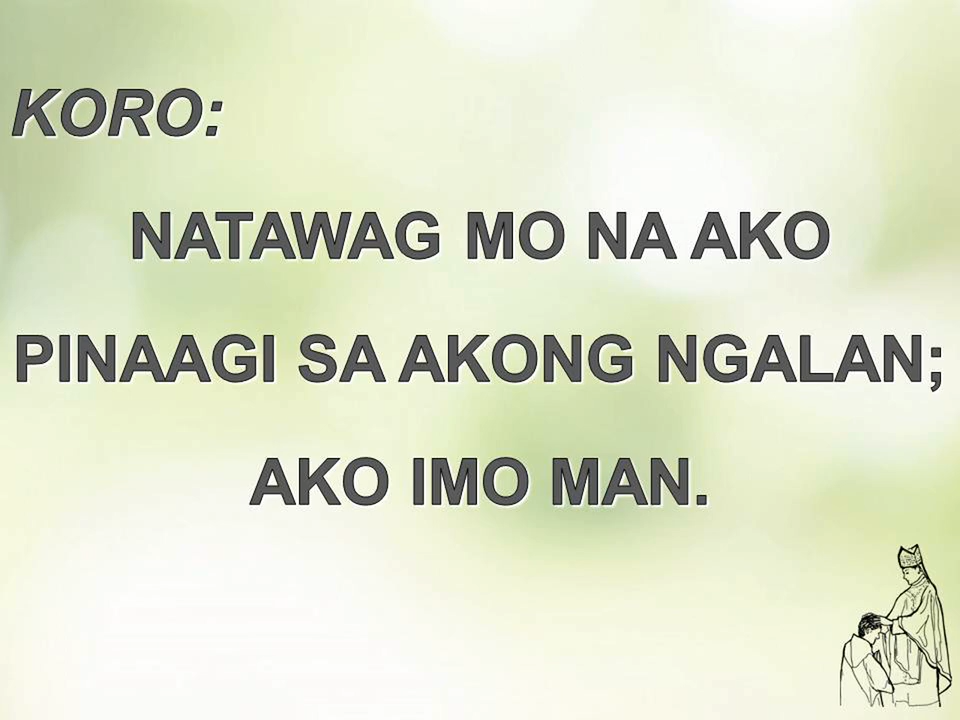 KORO:
NATAWAG MO NA AKO
PINAAGI SA AKONG NGALAN;
AKO IMO MAN.